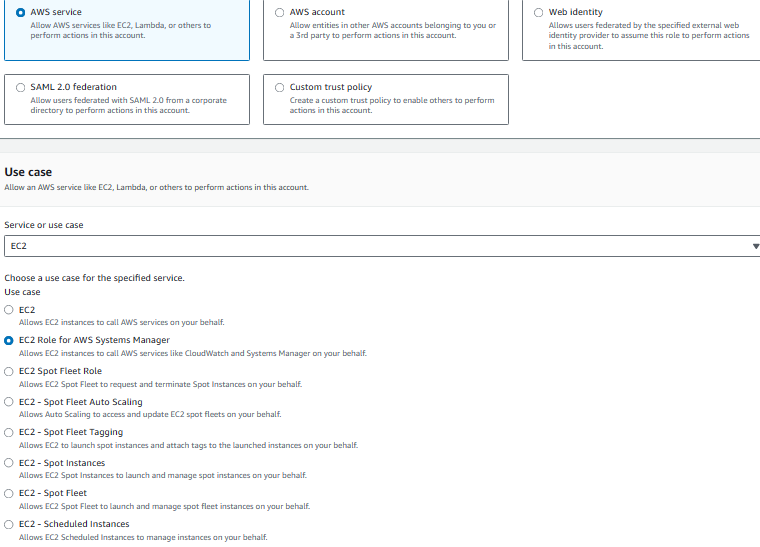 AWS service
Allow AWS services like EC2, Lambda, or others to
perform actions in this account.
AWS account
Allow entities in other AWS accounts belonging to you or
a 3rd party to perform actions in this account.
Web identity
Allows users federated by the specified external web
identity provider to assume this role to perform actions
in this account.
SAML 2.0 federation
Allow users federated with SAML 2.0 from a corporate
directory to perform actions in this account.
Custom trust policy
Create a custom trust policy to enable others to perform
actions in this account.
Use case
Allow an AWS service like EC2, Lambda, or others to perform actions in this account.
Service or use case
EC2
Choose a use case for the specified service.
Use case
EC2
Allows EC2 instances to call AWS services on your behalf.
EC2 Role for AWS Systems Manager
Allows EC2 instances to call AWS services like CloudWatch and Systems Manager on your behalf.
EC2 Spot Fleet Role
Allows EC2 Spot Fleet to request and terminate Spot Instances on your behalf.
EC2 - Spot Fleet Auto Scaling
Allows Auto Scaling to access and update EC2 spot fleets on your behalf.
EC2 - Spot Fleet Tagging
Allows EC2 to launch spot instances and attach tags to the launched instances on your behalf.
EC2 - Spot Instances
Allows EC2 Spot Instances to launch and manage spot instances on your behalf.
EC2 - Spot Fleet
Allows EC2 Spot Fleet to launch and manage spot fleet instances on your behalf.
EC2 - Scheduled Instances
Allows EC2 Scheduled Instances to manage instances on your behalf.